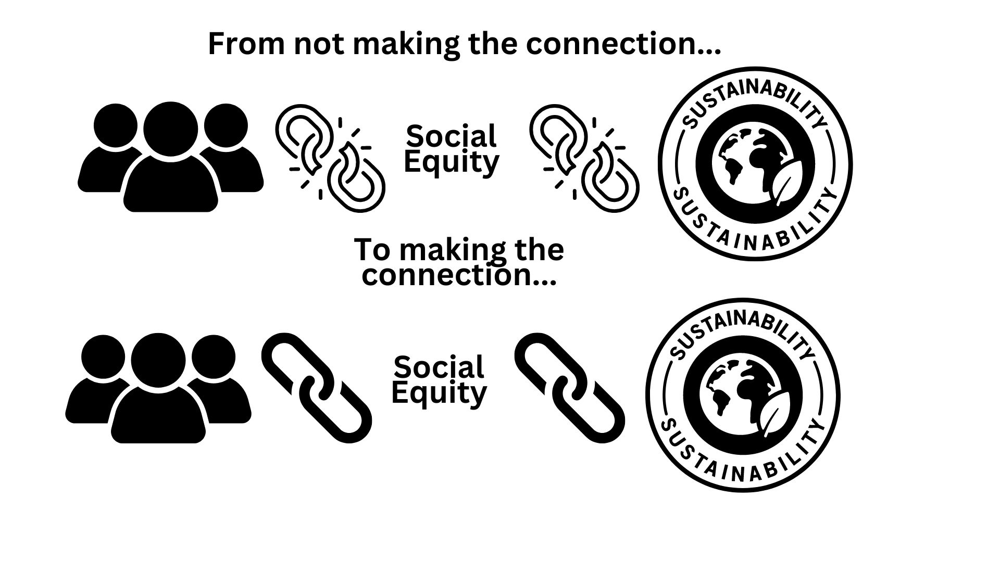 From not making the connection...
SUSTAINABILITY
Social
Equity
SUSTAINABILITY
To making the
connection...
SUSTAINABILITY
Social
Equity
SUSTAINABILITY